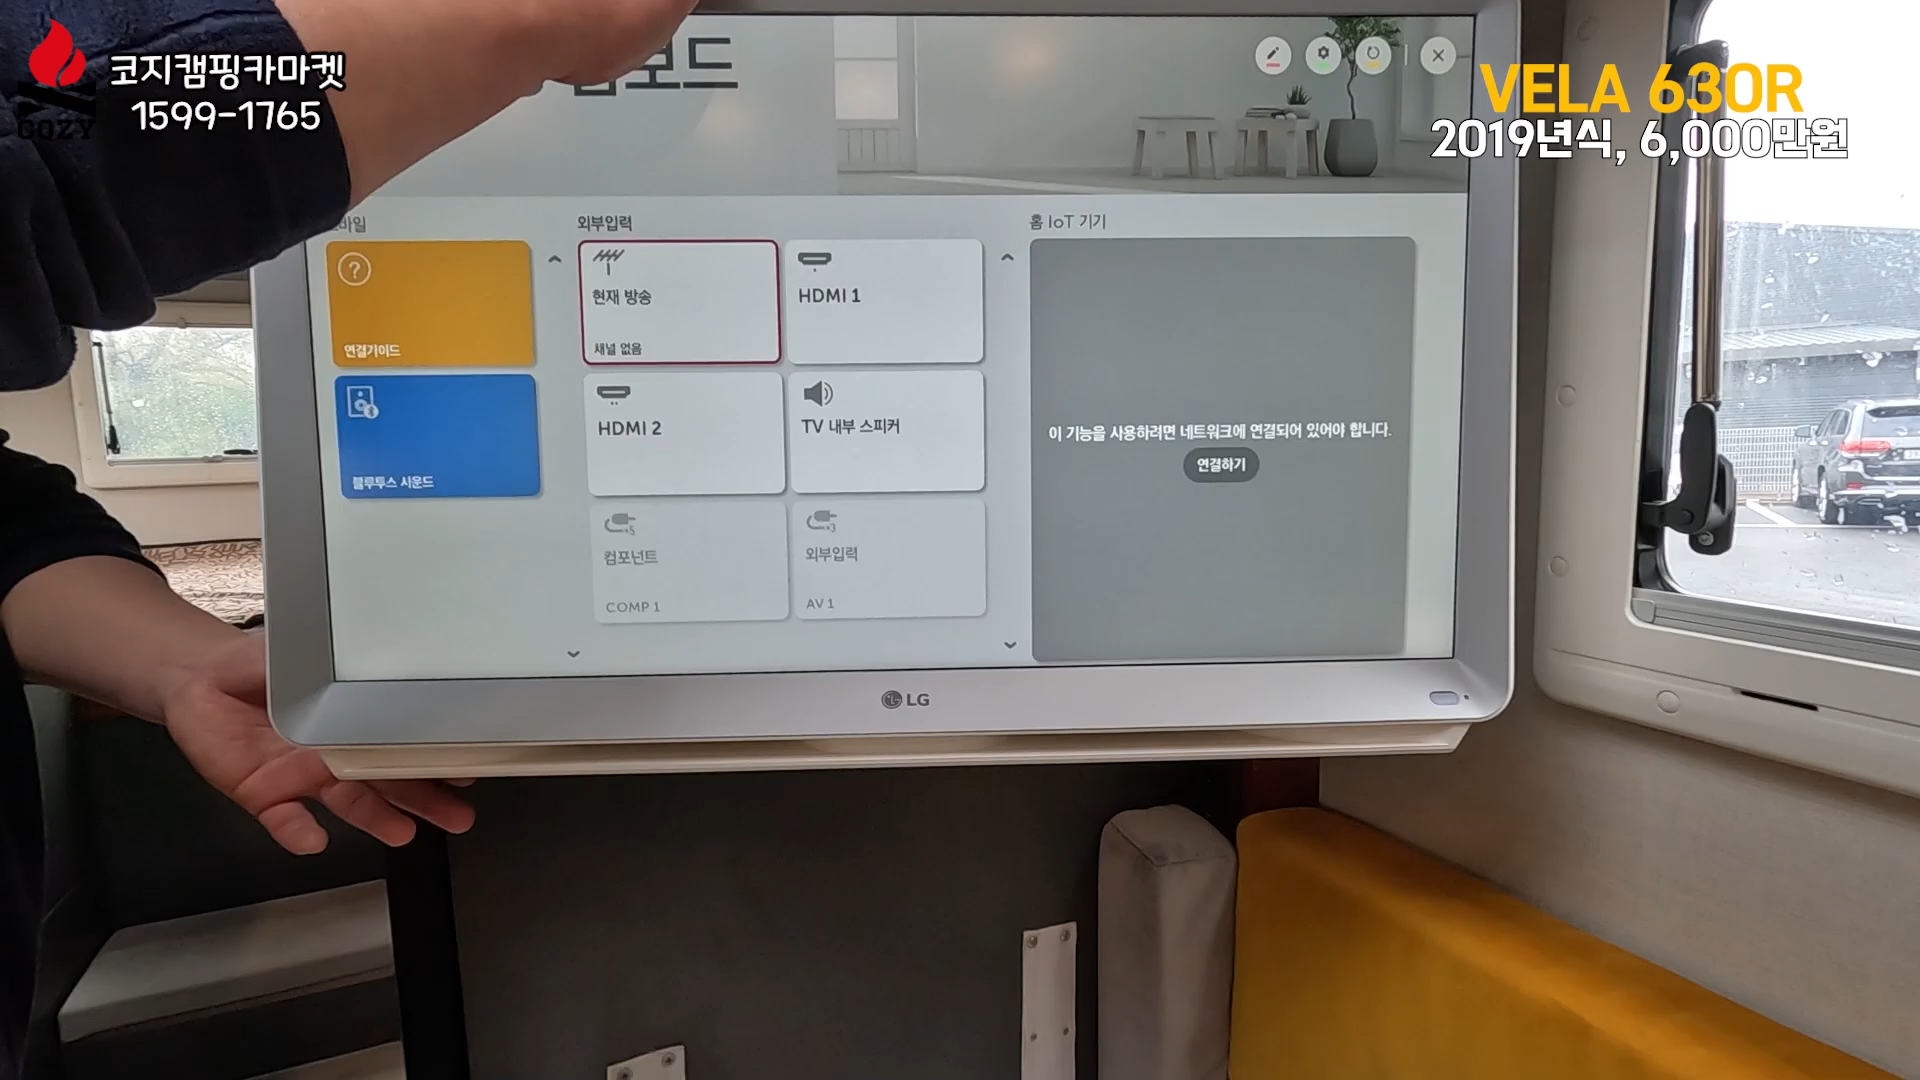 코지캠핑카마켓
1599-1765
GOZY
VELA 630R
2019년식, 6,000만원
보드
바일
외부입력
홈 IoT 기기
연결가이드
블루투스 사운드
현재 방송
채널 없음
HDMI 1
HDMI 2
TV 내부 스피커
컴포넌트
COMP 1
외부입력
AV 1
이 기능을 사용하려면 네트워크에 연결되어 있어야 합니다.
연결하기
LG